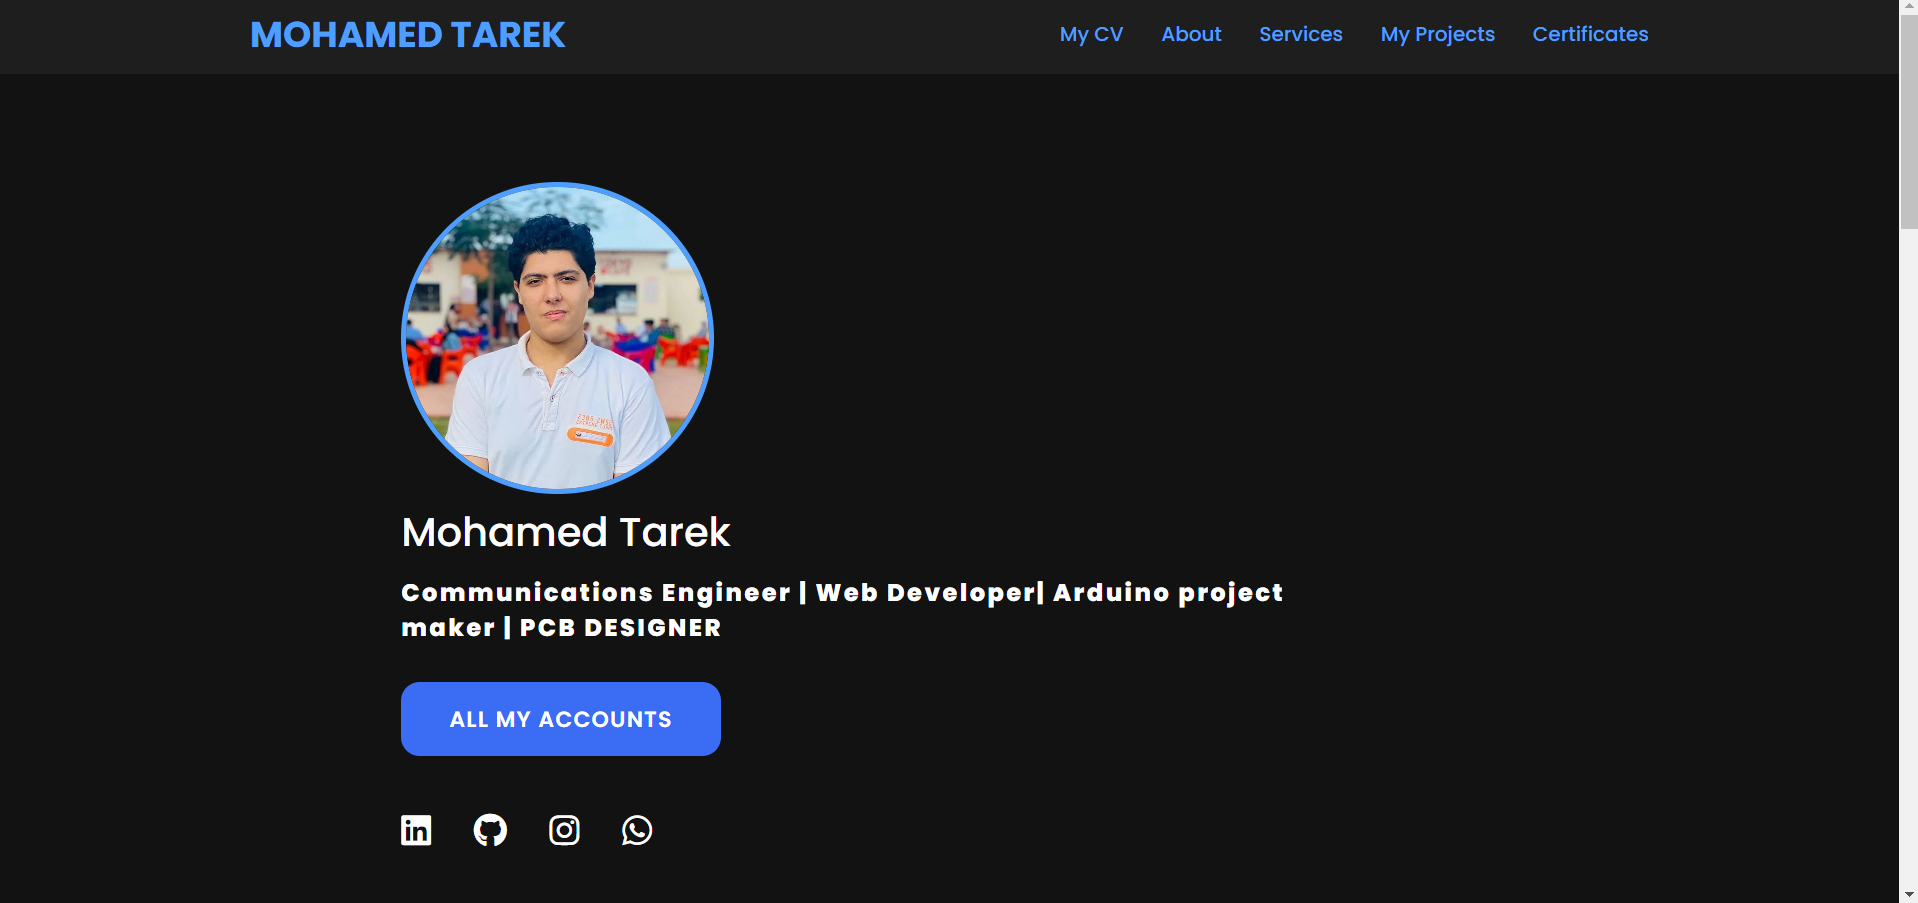 MOHAMED TAREK
My CV About Services My Projects Certificates
Mohamed Tarek
Communications Engineer | Web Developer| Arduino project
maker | PCB DESIGNER
ALL MY ACCOUNTS
in